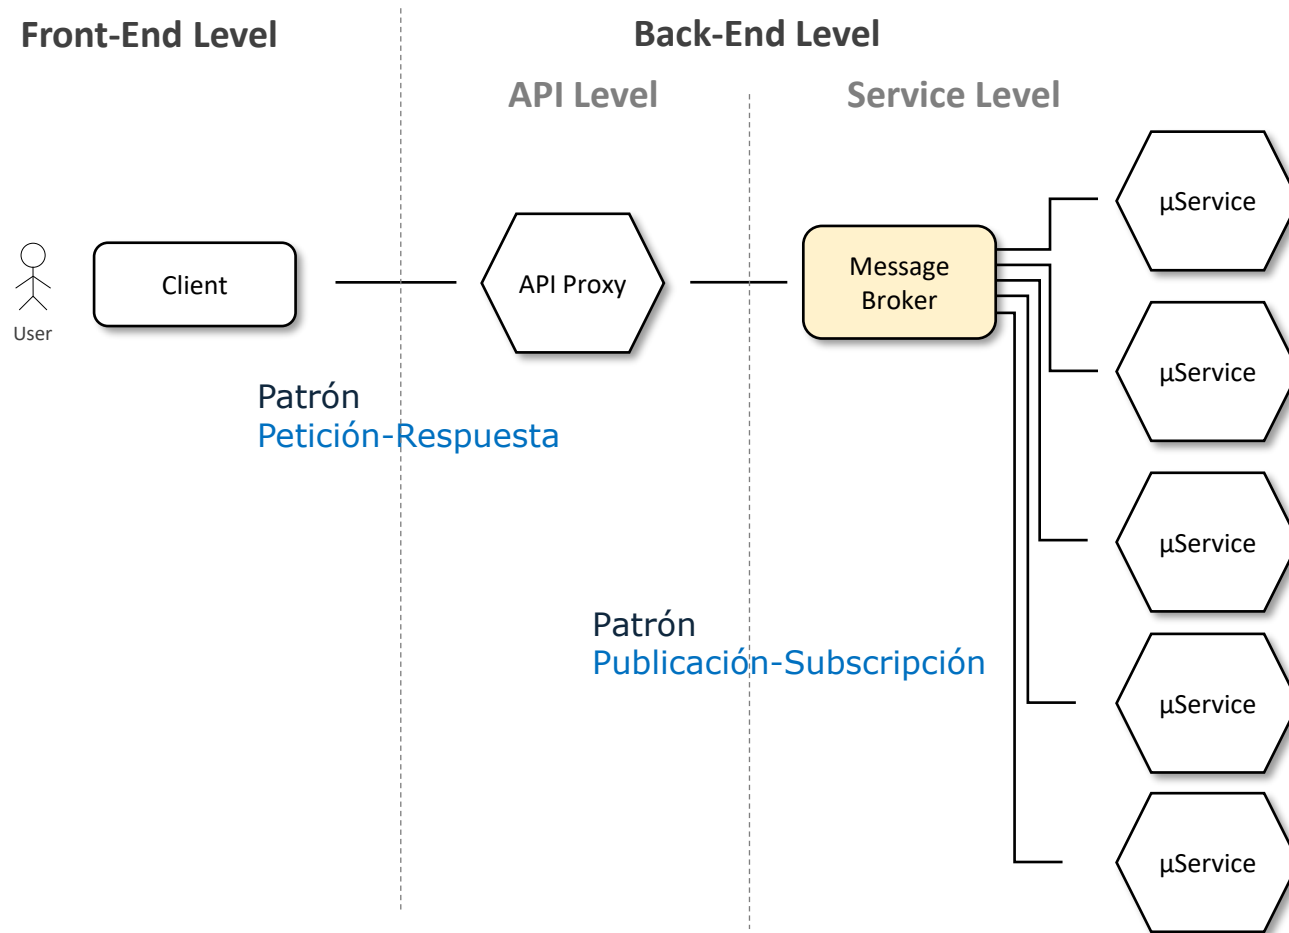 Front-End Level
Back-End Level
API Level
Service Level
µService
User
Client
API Proxy
Message
Broker
µService
Patrón
Petición-Respuesta
µService
Patrón
Publicación-Subscripción
µService
µService